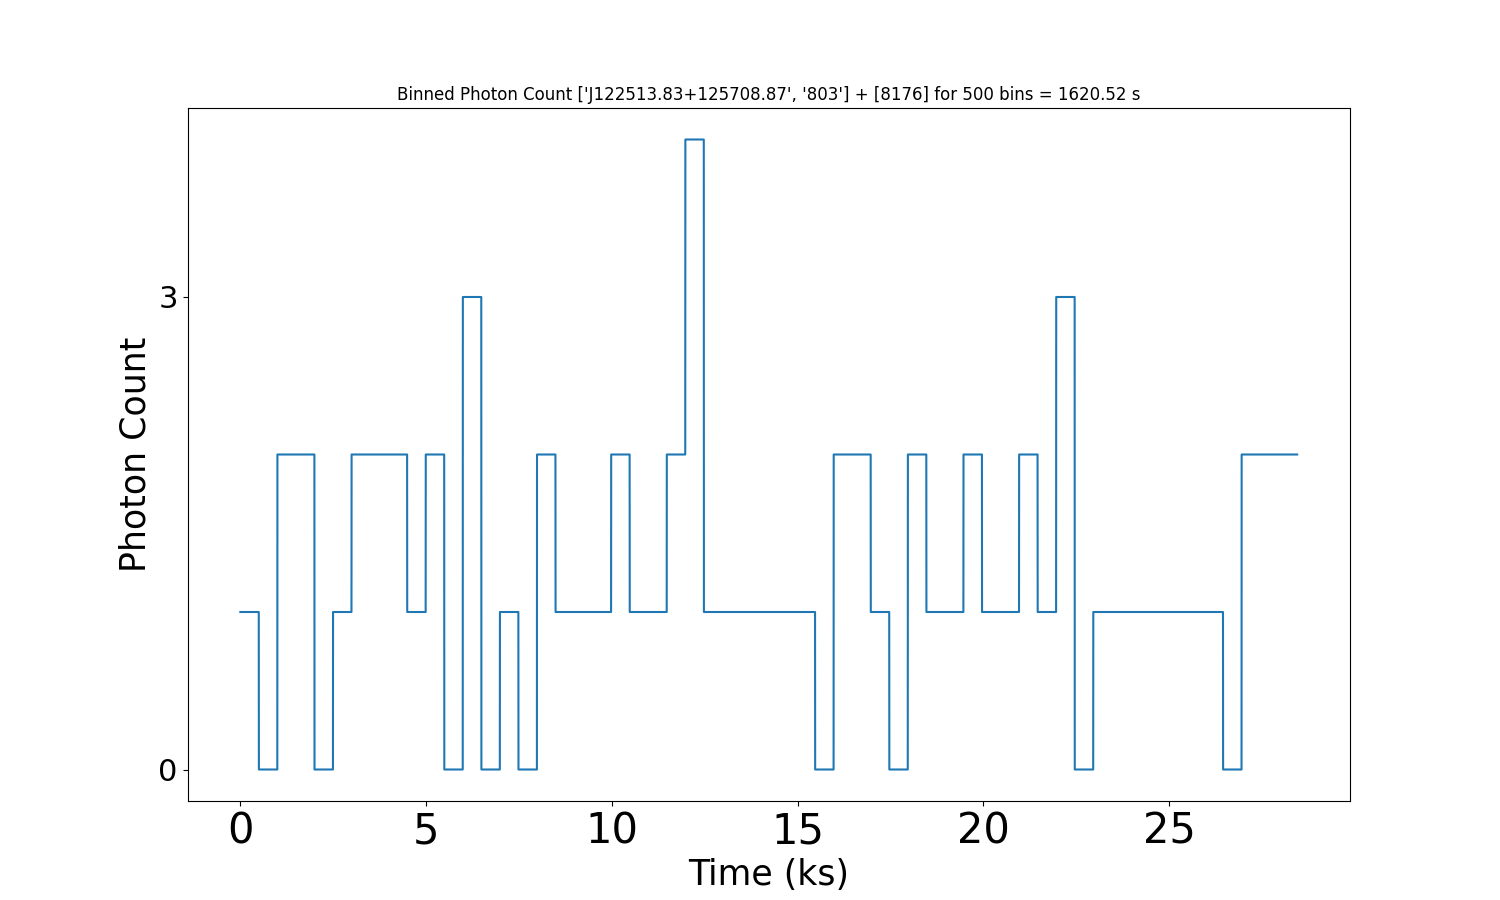 Binned Photon Count ['J122513.83+125708.87', '803'] + [8176] for 500 bins = 1620.52 s
3
0
Photon Count
0 5 10 15 20 25
Time (ks)